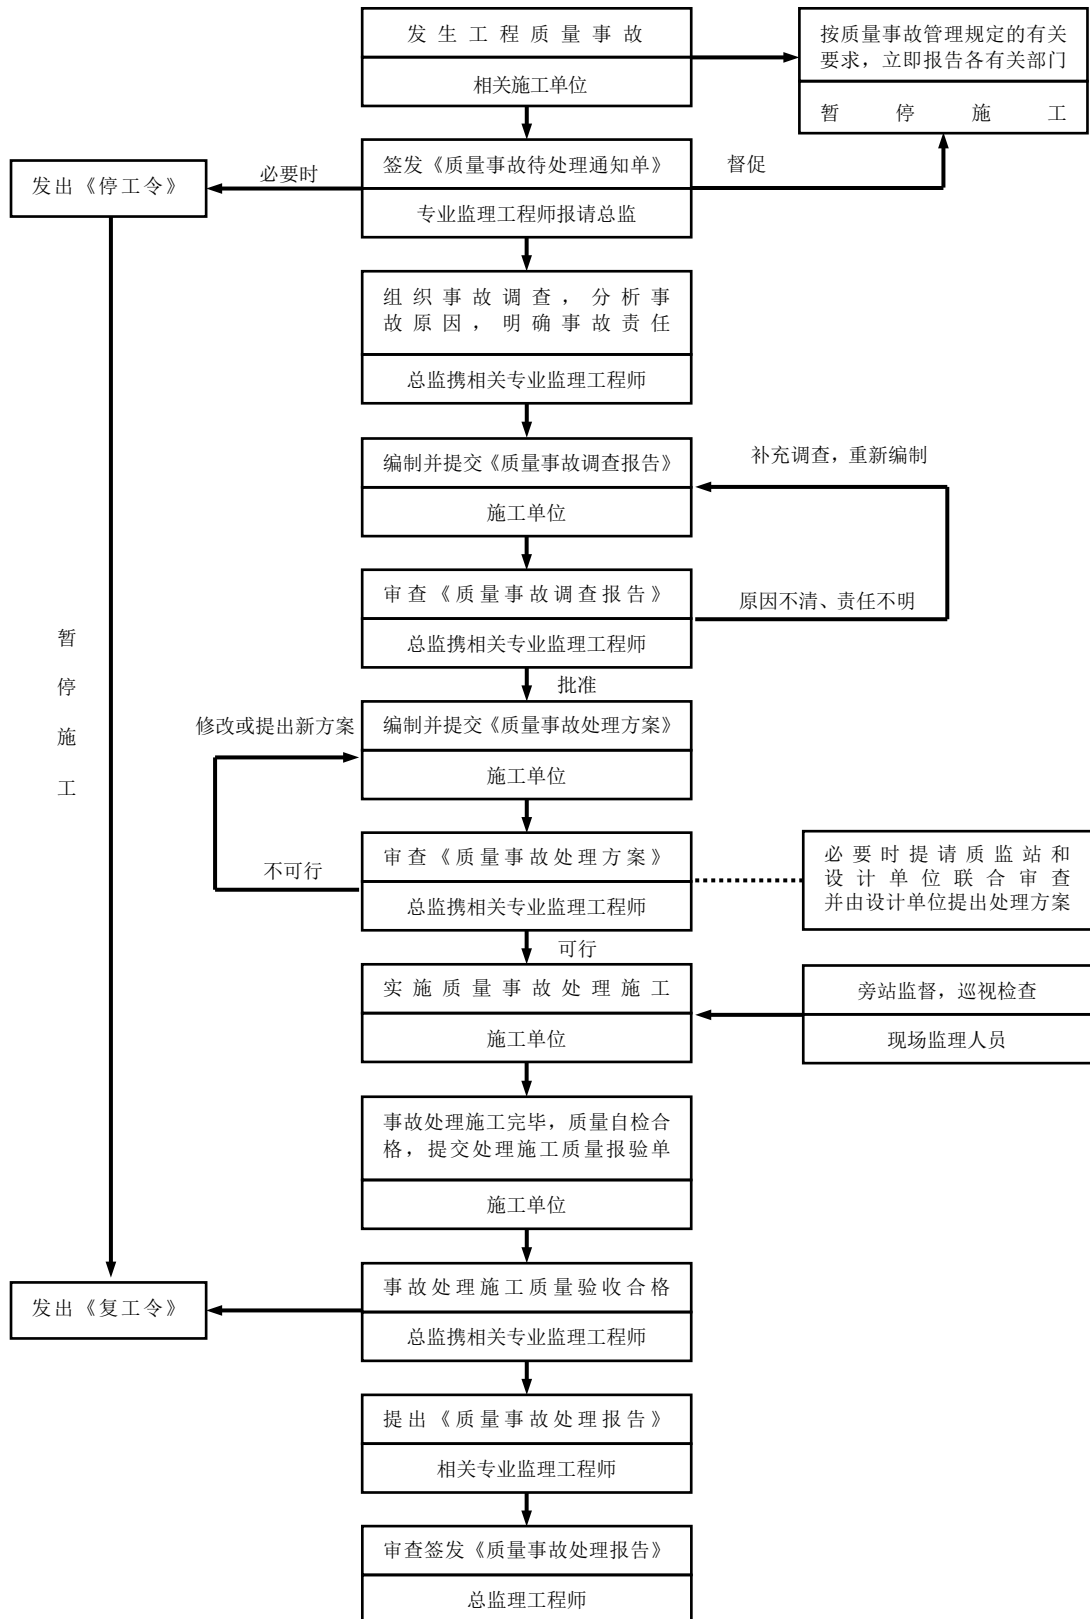 发生工程质量事故
相关施工单位
按质量事故管理规定的有关
要求，立即报告各有关部门
暂停施工
签发《质量事故待处理通知单》
专业监理工程师报请总监
必要时
督促
发出《停工令》
组织事故调查，分析事
故原因，明确事故责任
总监携相关专业监理工程师
编制并提交《质量事故调查报告》
施工单位
补充调查，重新编制
审查《质量事故调查报告》
总监携相关专业监理工程师
原因不清、责任不明
批准
暂
停
施
工
修改或提出新方案
编制并提交《质量事故处理方案》
施工单位
审查《质量事故处理方案》
总监携相关专业监理工程师
不可行
必要时提请质监站和
设计单位联合审查
并由设计单位提出处理方案
可行
实施质量事故处理施工
施工单位
旁站监督，巡视检查
现场监理人员
事故处理施工完毕，质量自检合
格，提交处理施工质量报验单
施工单位
事故处理施工质量验收合格
总监携相关专业监理工程师
发出《复工令》
提出《质量事故处理报告》
相关专业监理工程师
审查签发《质量事故处理报告》
总监理工程师